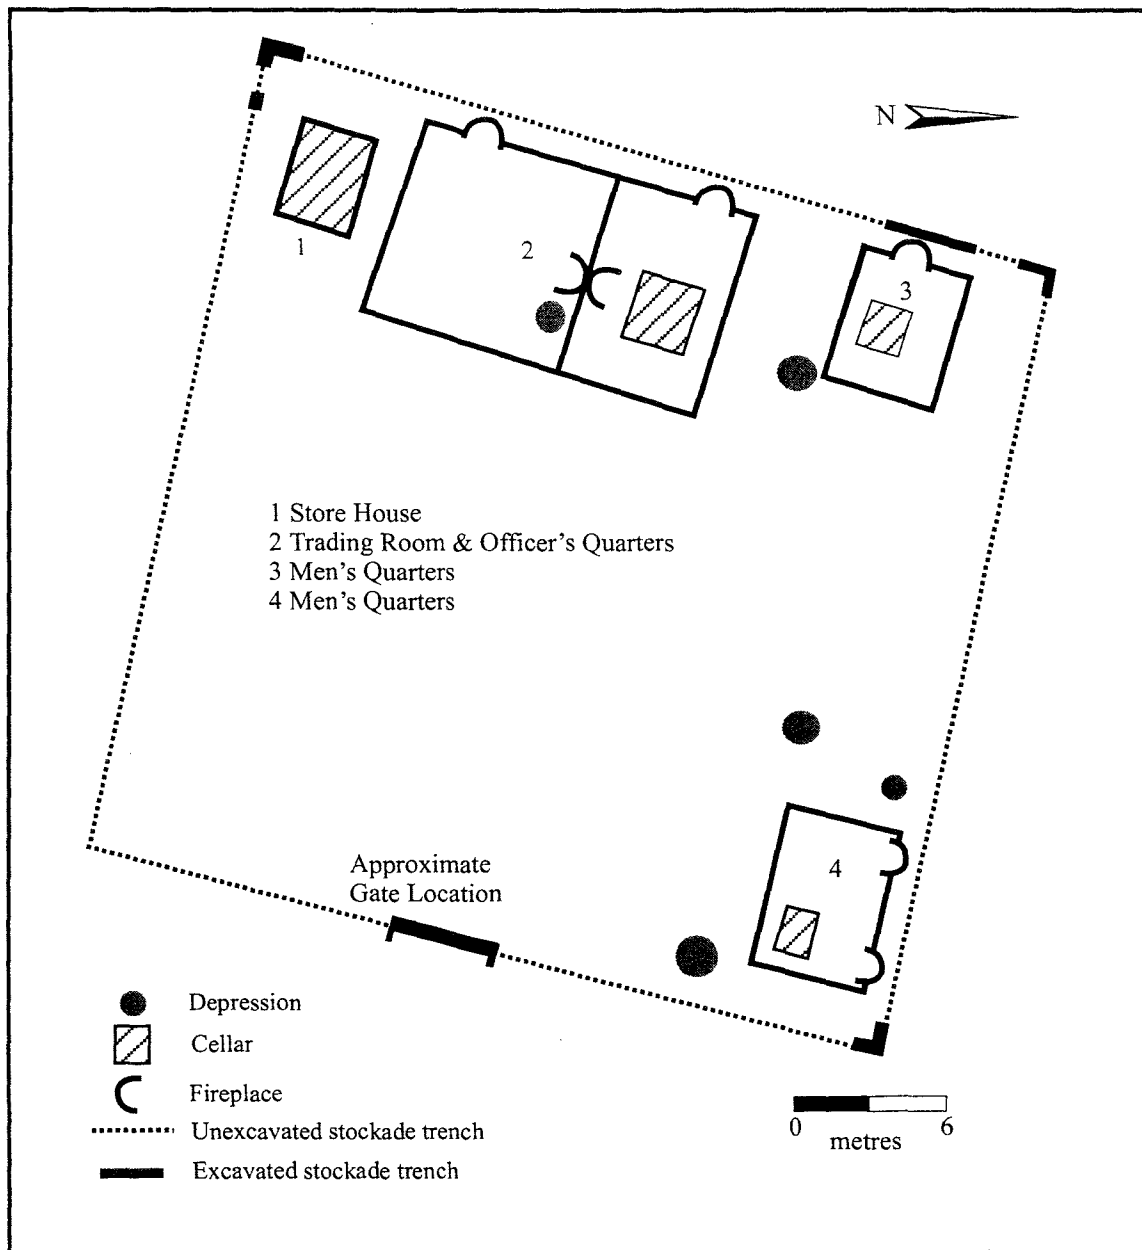 N
1
2
3
1 Store House
2 Trading Room & Officer's Quarters
3 Men's Quarters
4 Men's Quarters
4
Approximate
Gate Location
Depression
Cellar
Fireplace
Unexcavated stockade trench
Excavated stockade trench
0 6
metres